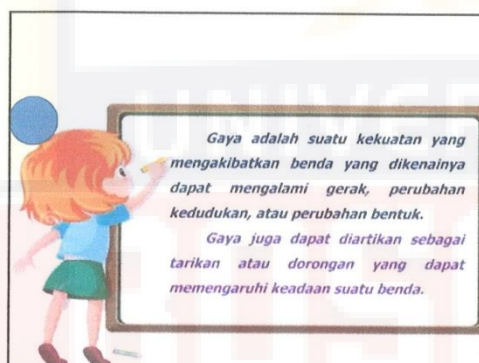 UNIVE
Gaya adalah suatu kekuatan yang
mengakibatkan benda yang dikenainya
dapat mengalami gerak, perubahan
kedudukan, atau perubahan bentuk.
Gaya juga dapat diartikan sebagai
tarikan atau dorongan yang dapat
memengaruhi keadaan suatu benda.